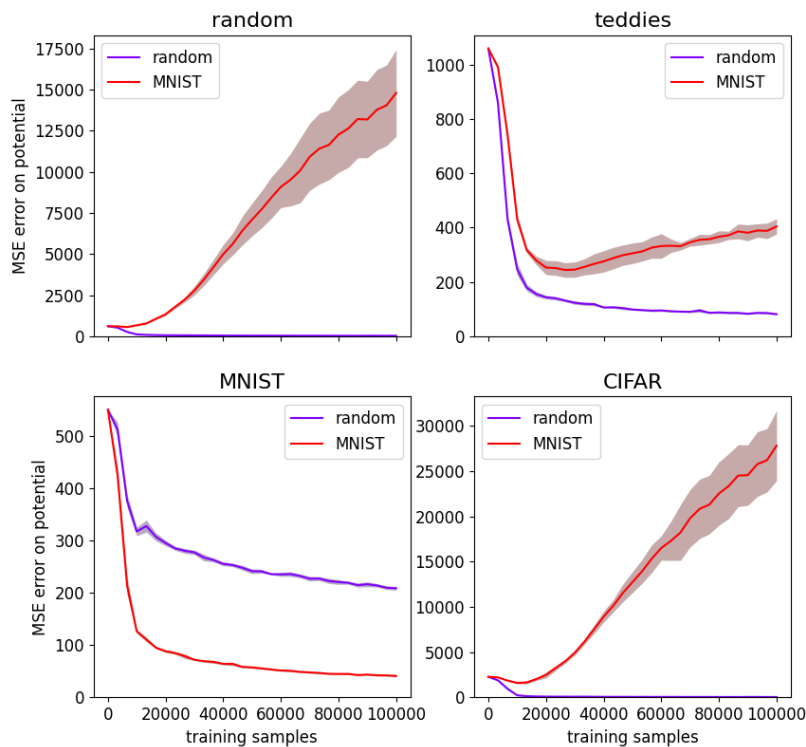 random
MSE error on potential
17500
15000
12500
10000
7500
5000
2500
0
random
MNIST
teddies
1000
800
600
400
200
0
random
MNIST
MNIST
MSE error on potential
500
400
300
200
100
0
random
MNIST
0 20000 40000 60000 80000 100000
training samples
CIFAR
30000
25000
20000
15000
10000
5000
0
random
MNIST
0 20000 40000 60000 80000 100000
training samples